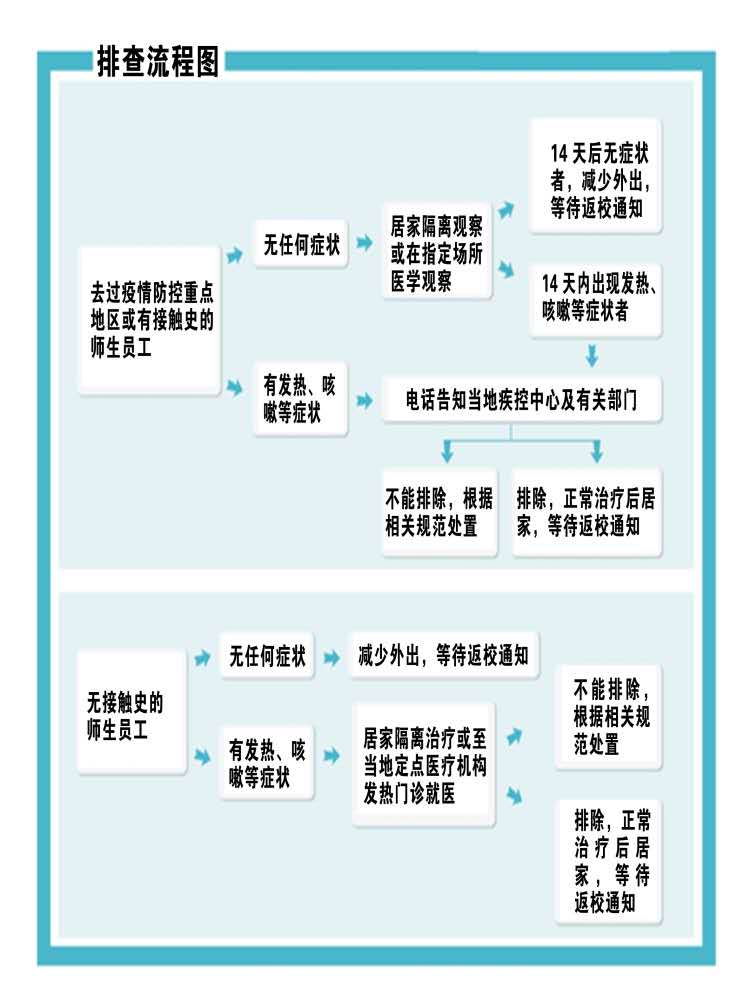 排查流程图
去过疫情防控重点
地区或有接触史的
师生员工
无任何症状
居家隔离观察
或在指定场所
医学观察
14天后无症状
者，减少外出，
等待返校通知
14天内出现发热、
咳嗽等症状者
有发热、咳
嗽等症状
电话告知当地疾控中心及有关部门
不能排除，根据
相关规范处置
排除，正常治疗后居
家，等待返校通知
无接触史的
师生员工
无任何症状
减少外出，等待返校通知
有发热、咳
嗽等症状
居家隔离治疗或至
当地定点医疗机构
发热门诊就医
不能排除，
根据相关规
范处置
排除，正常
治疗后居
家，等待
返校通知